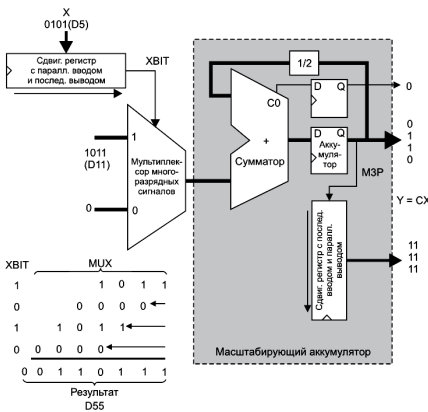 X
0101(D5)
Сдвиг. регистр
с паралл. вводом
и послед. выводом
XBIT
1/2
D Q
C0
0
1
1011
(D11)
Мультиплек-
сор много-
разрядных
сигналов
0
0
+
Сумматор
D Q
Акку-
мулятор
0
1
1
0
МЗР
Y = CX
Сдвиг. регистр с послед.
вводом и паралл.
выводом
11
11
11
Масштабирующий аккумулятор
XBIT MUX
1 1 0 1 1
0 0 0 0 0
1 1 0 1 1
0 0 0 0 0
0 0 1 1 0 1 1 1
Результат
D55